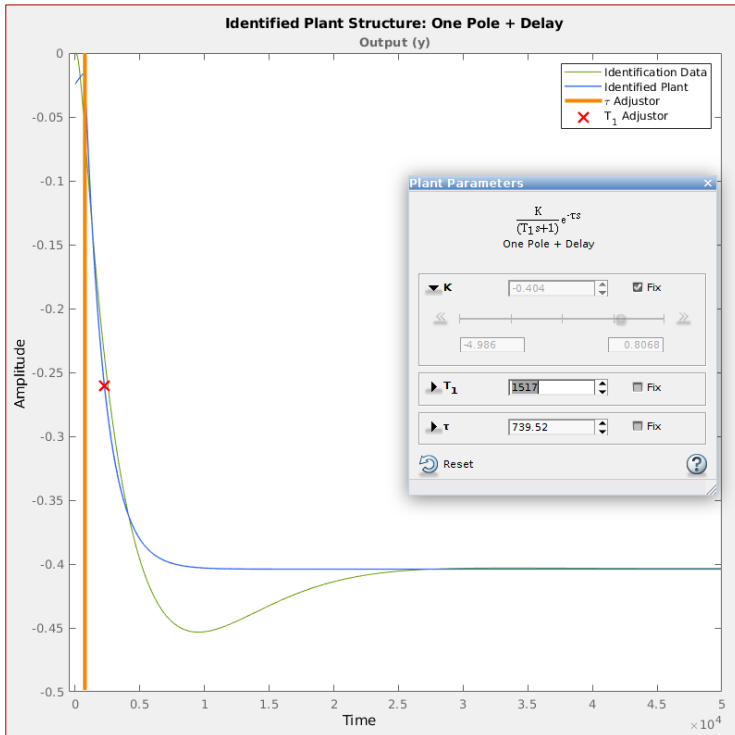 Identified Plant Structure: One Pole + Delay
Output (y)
Identification Data
Identified Plant
τ Adjustor
T1 Adjustor
Amplitude
0
-0.05
-0.1
-0.15
-0.2
-0.25
-0.3
-0.35
-0.4
-0.45
-0.5
Plant Parameters
K
(T1s+1) e-τs
One Pole + Delay
K -0.404 Fix
-4.986 0.8068
T1 1517 Fix
τ 739.52 Fix
Reset
0 0.5 1 1.5 2 2.5 3 3.5 4 4.5 5
Time
×10^4